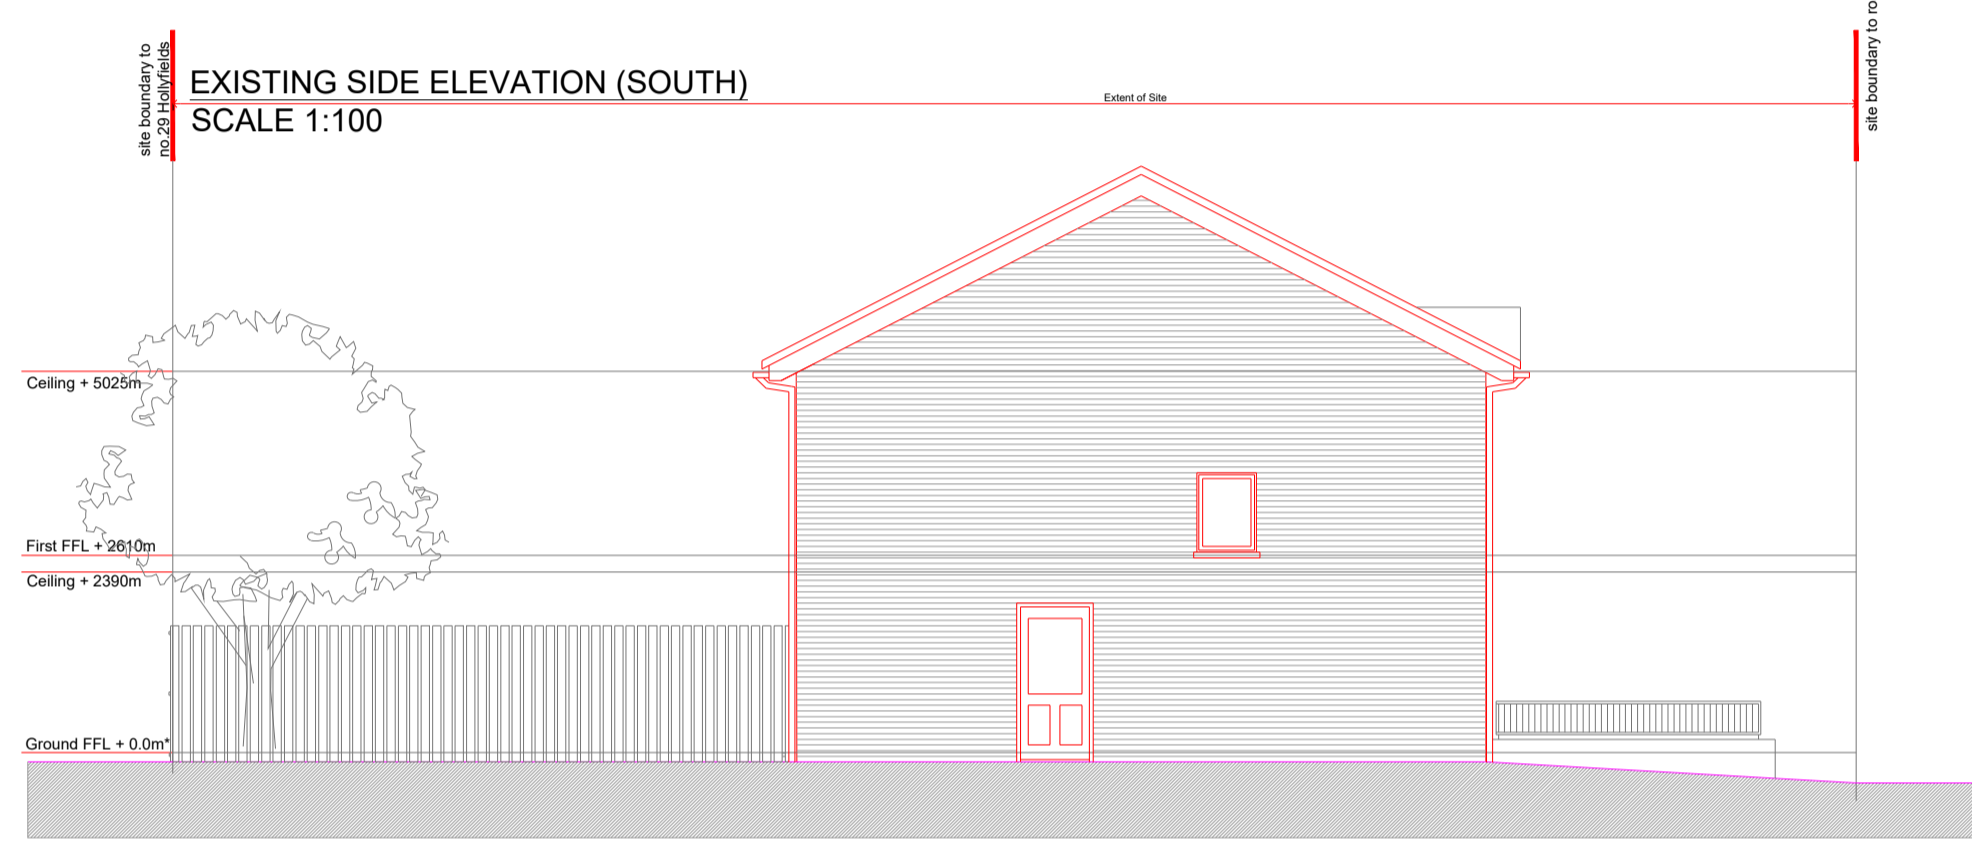 site boundary to
no.29 Hollyfields
EXISTING SIDE ELEVATION (SOUTH)
SCALE 1:100
Extent of Site
site boundary to ro
Ceiling + 5025m
First FFL + 2610m
Ceiling + 2390m
Ground FFL + 0.0m*